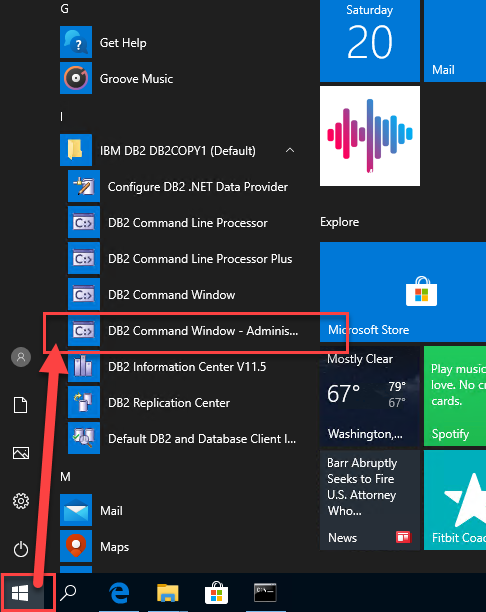 G
Get Help
Groove Music
I
IBM DB2 DB2COPY1 (Default)
Configure DB2 .NET Data Provider
DB2 Command Line Processor
DB2 Command Line Processor Plus
DB2 Command Window
DB2 Command Window - Adminis...
DB2 Information Center V11.5
DB2 Replication Center
Default DB2 and Database Client I...
M
Mail
Maps
Saturday
20
Mail
Explore
Microsoft Store
Mostly Clear
67° 79°
67°
Washington,...
Play music
love. No cr
cards.
Spotify
Barr Abruptly
Seeks to Fire
U.S. Attorney
Who...
News
Fitbit Coac